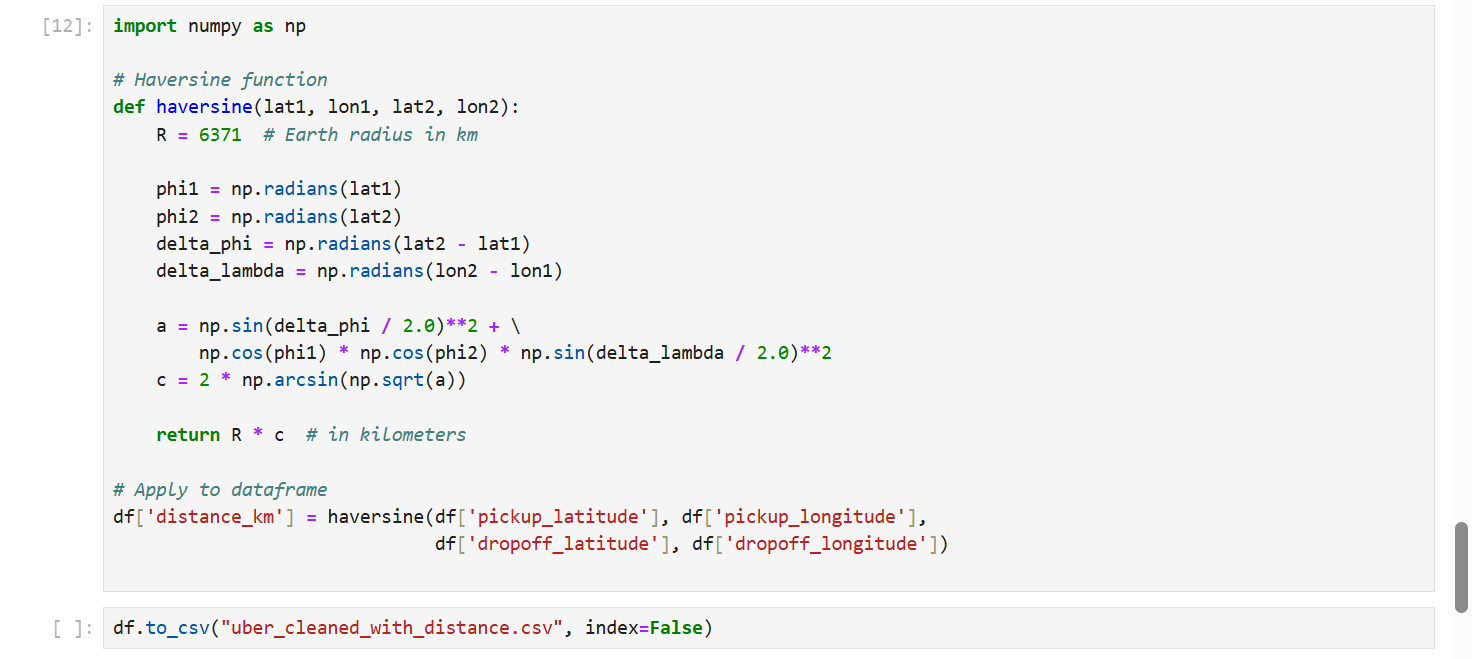 [12]: import numpy as np
# Haversine function
def haversine(lat1, lon1, lat2, lon2):
    R = 6371  # Earth radius in km
    phi1 = np.radians(lat1)
    phi2 = np.radians(lat2)
    delta_phi = np.radians(lat2 - lat1)
    delta_lambda = np.radians(lon2 - lon1)
    a = np.sin(delta_phi / 2.0)**2 + \
        np.cos(phi1) * np.cos(phi2) * np.sin(delta_lambda / 2.0)**2
    c = 2 * np.arcsin(np.sqrt(a))
    return R * c  # in kilometers
# Apply to dataframe
df['distance_km'] = haversine(df['pickup_latitude'], df['pickup_longitude'],
                              df['dropoff_latitude'], df['dropoff_longitude'])
[ ]: df.to_csv("uber_cleaned_with_distance.csv", index=False)